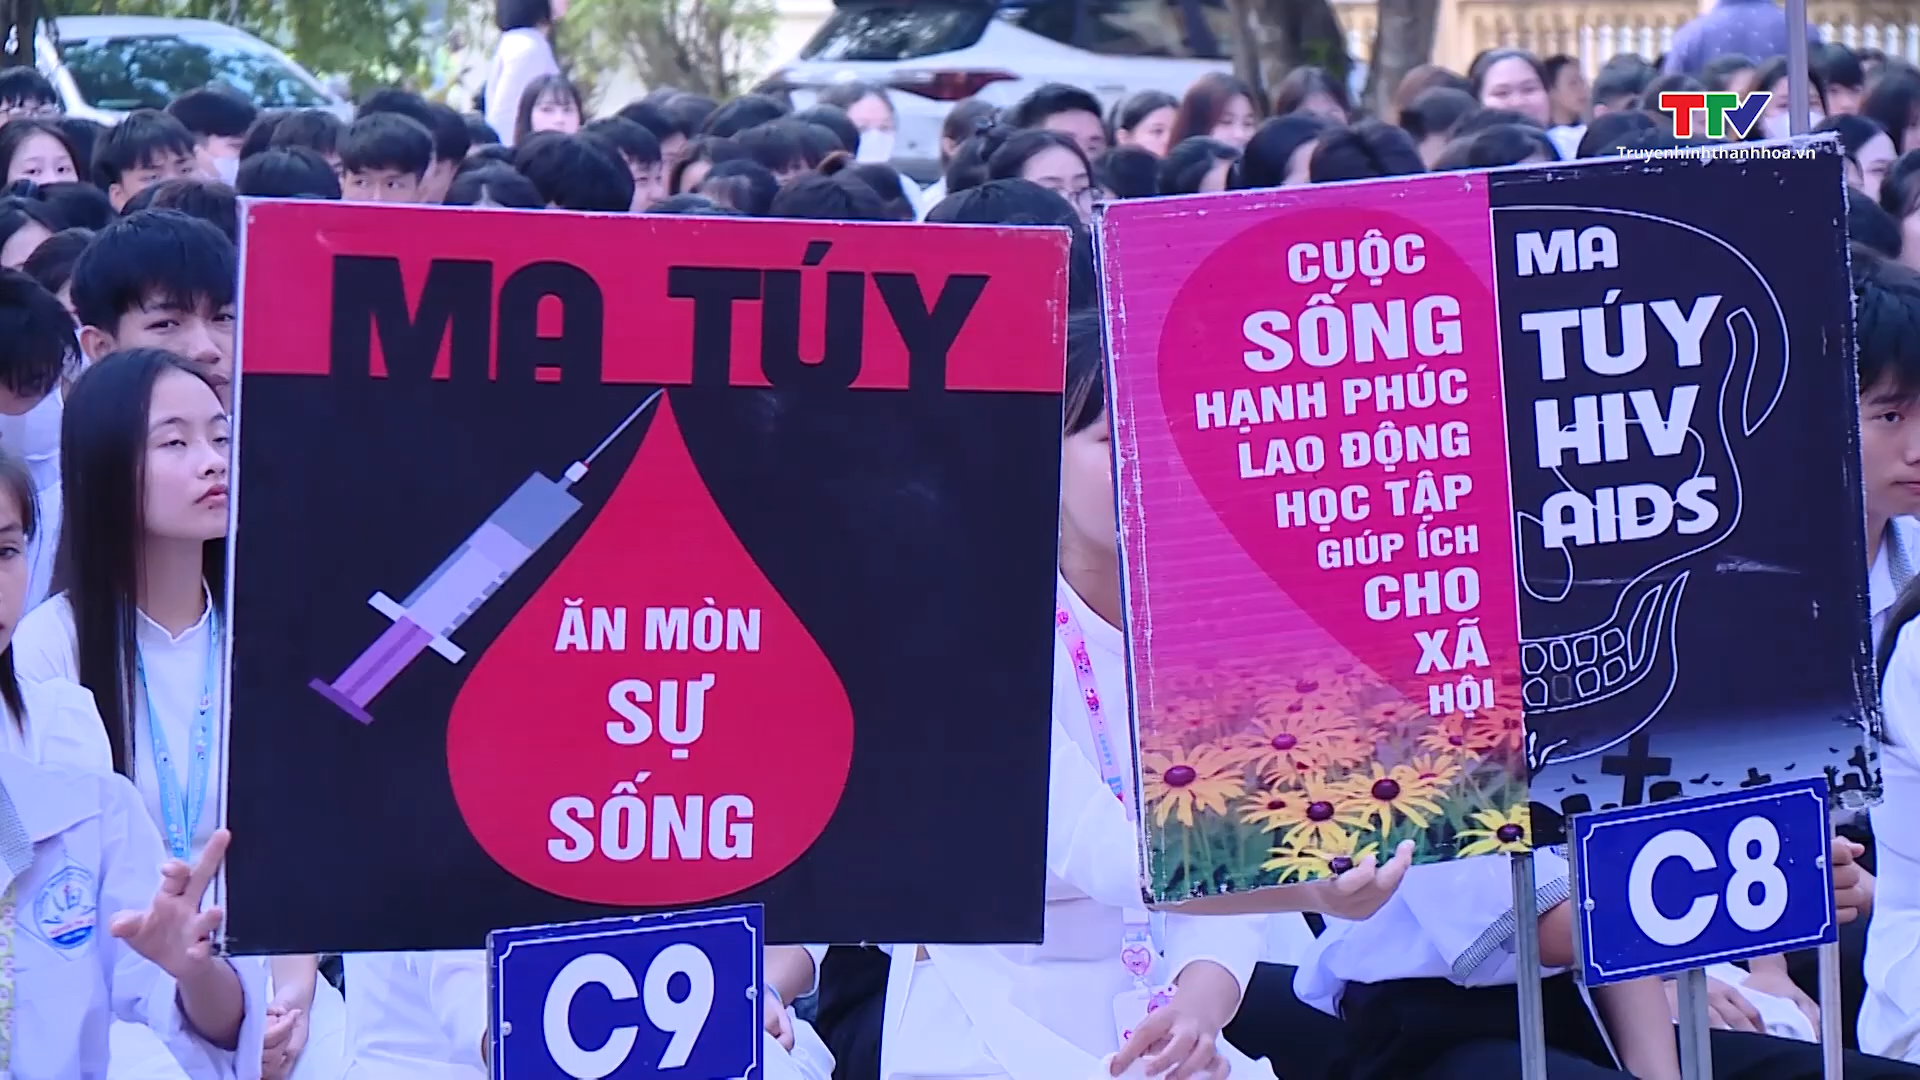 TTV
Truyenhinhthanhhoa.vn
MA TÚY
ĂN MÒN
SỰ
SỐNG
C9
CUỘC
SỐNG
HẠNH PHÚC
LAO ĐỘNG
HỌC TẬP
GIÚP ÍCH
CHO
XÃ
HỘI
MA
TÚY
HIV
AIDS
C8